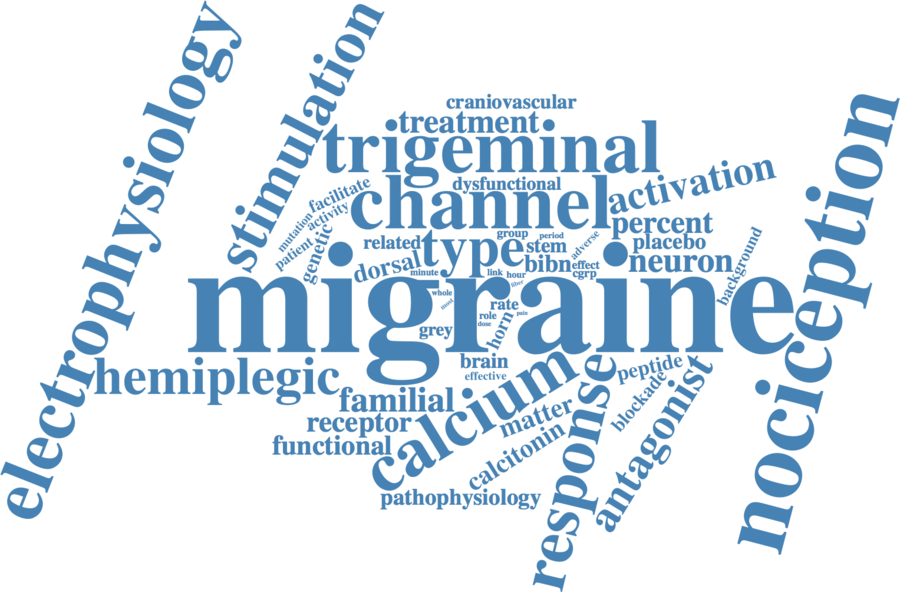 electrophysiology
stimulation
craniovascular
treatment
trigeminal
nociception
dysfunctional
facilitate
channel
activation
activity
mutation
patient
genetic
percent
group
period
related
type
stem
adverse
placebo
dorsal
bibn
effect
neuron
background
minute
link
hour
cgrp
fiber
migraine
whole
most
rate
role
pain
dose
grey
horn
brain
effective
hemiplegic
calcium
response
peptide
antagonist
familial
blockade
receptor
matter
functional
calcitonin
pathophysiology